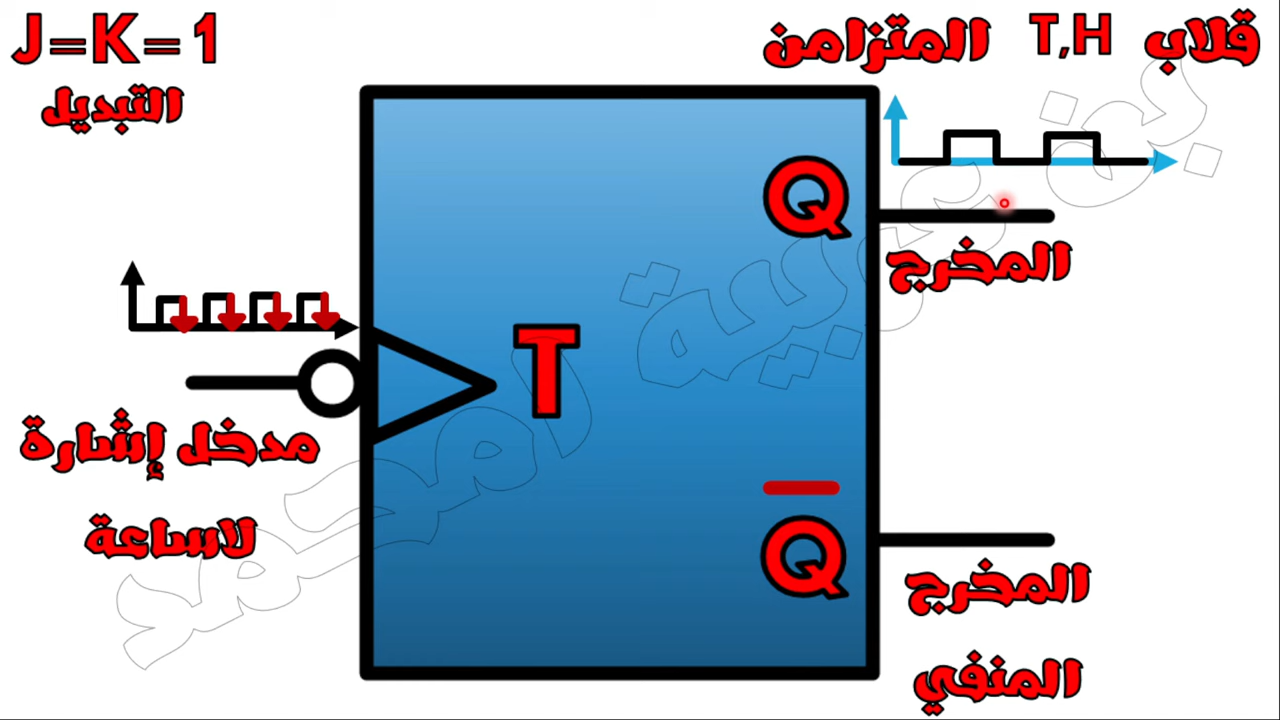 قلاب T,H المتزامن
J=K=1
التبديل
Q
المخرج
T
مدخل إشارة
لاساعة
Q
المخرج
المنفي